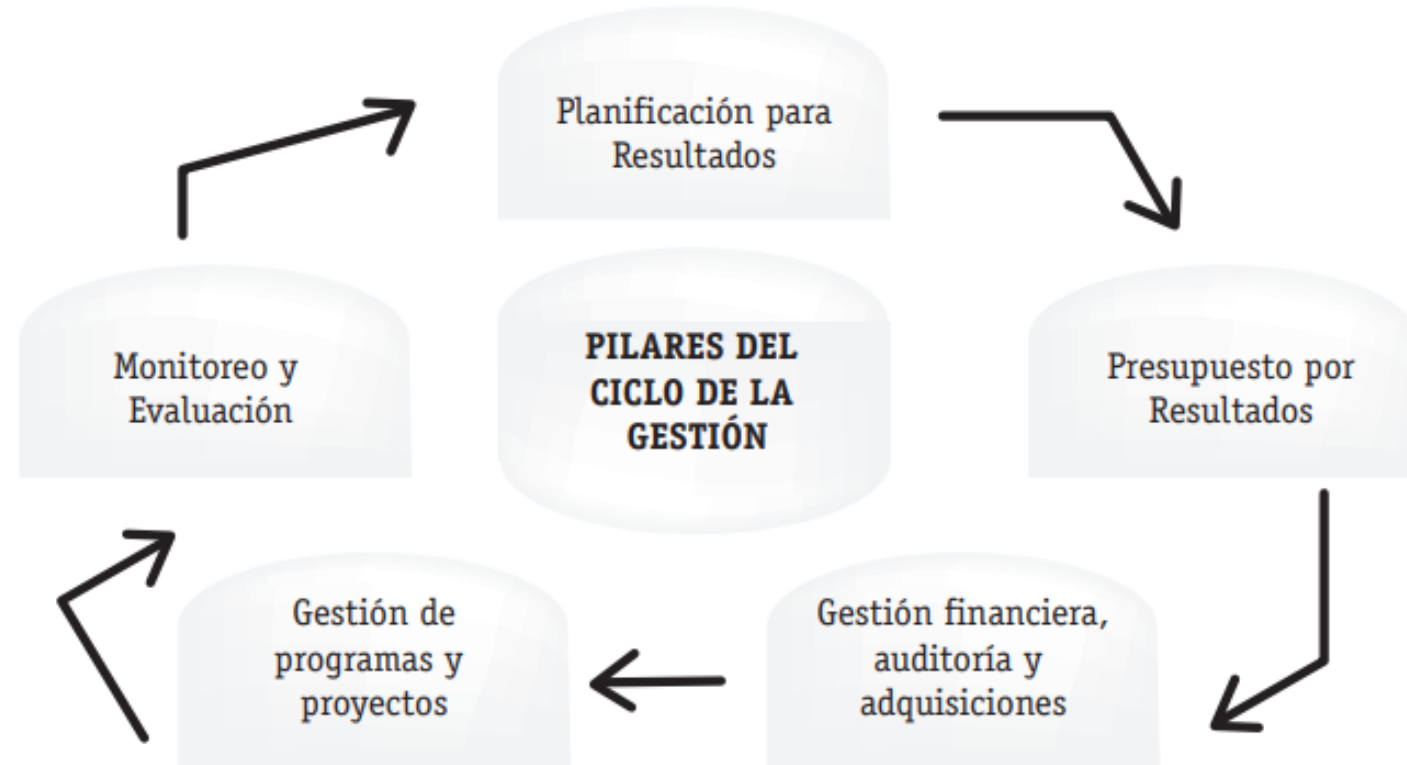 Planificación para
Resultados
Monitoreo y
Evaluación
PILARES DEL
CICLO DE LA
GESTIÓN
Presupuesto por
Resultados
Gestión de
programas y
proyectos
Gestión financiera,
auditoría y
adquisiciones